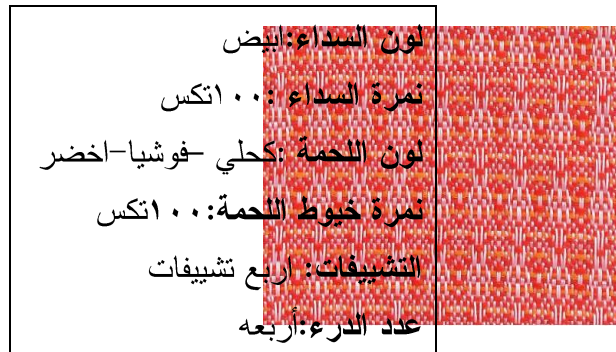 لون السداء:ابيض
نمرة السداء :١٠٠تكس
لون اللحمة :كحلي –فوشيا-اخضر
نمرة خيوط اللحمة:١٠٠تكس
التشييفات: اربع تشييفات
عدد الدرء:أربعه